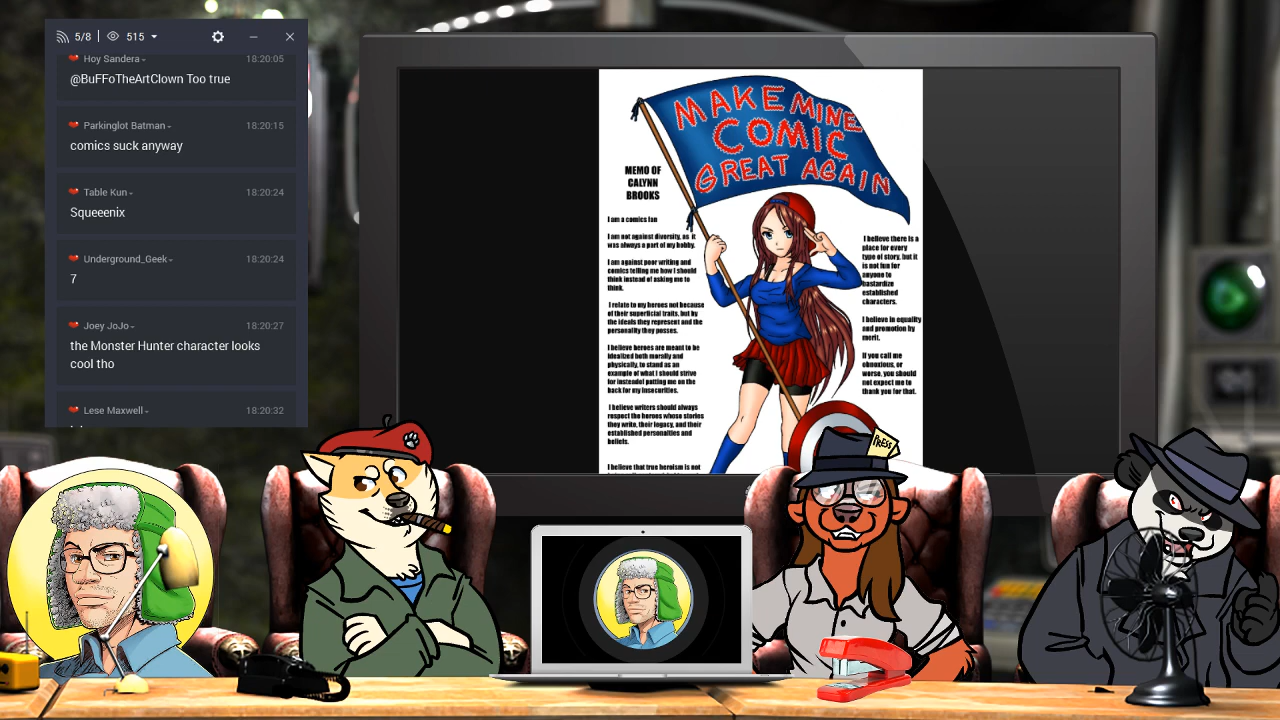 5/8 515
Hoy Sandera 18:20:05
@BuFFoTheArtClown Too true
Parkinglot Batman 18:20:15
comics suck anyway
Table Kun 18:20:24
Squeeenix
Underground_Geek 18:20:24
7
Joey JoJo 18:20:27
the Monster Hunter character looks
cool tho
Lese Maxwell 18:20:32
MAKE MINE
COMIC
GREAT AGAIN
MEMO OF
CALYNN
BROOKS
I am a comics fan
I am not against diversity, as it
was always a part of my hobby.
I am against poor writing and
comics telling me how I should
think instead of asking me to
think.
I relate to my heroes not because
of their superficial traits, but by
the ideals they represent and the
personality they posses.
I believe heroes are meant to be
idealized both morally and
physically, to stand as an
example of what I should strive
for instead of patting me on the
back for my insecurities.
I believe writers should always
respect the heroes whose stories
they write, their legacy, and their
established personalties and
beliefs.
I believe that true heroism is not
I believe there is a
place for every
type of story, but it
is not fun for
anyone to
bastardize
established
characters.
I believe in equality
and promotion by
merit.
If you call me
obnoxious, or
worse, you should
not expect me to
thank you for that.
PRESS